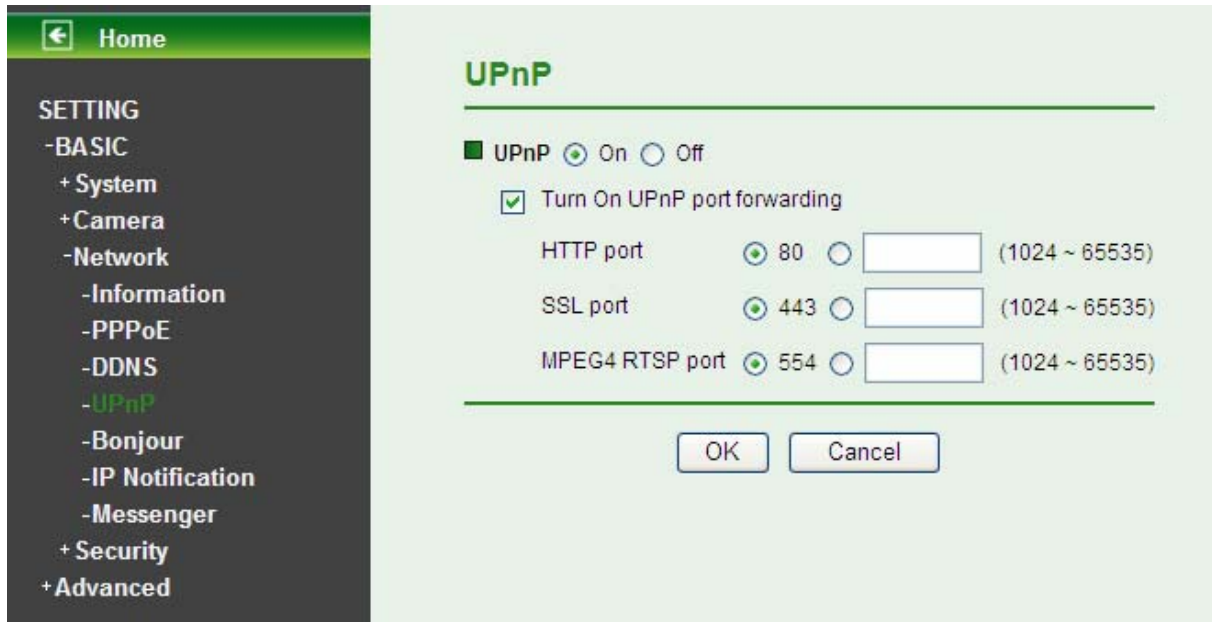 Home
SETTING
-BASIC
+ System
+Camera
-Network
-Information
-PPPoE
-DDNS
-UPnP
-Bonjour
-IP Notification
-Messenger
+ Security
+Advanced
UPnP
UPnP On Off
Turn On UPnP port forwarding
HTTP port 80 (1024 ~ 65535)
SSL port 443 (1024 ~ 65535)
MPEG4 RTSP port 554 (1024 ~ 65535)
OK Cancel